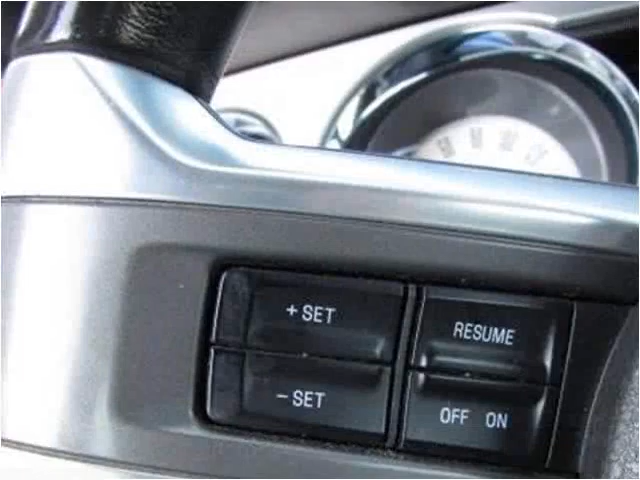 + SET
RESUME
- SET
OFF ON